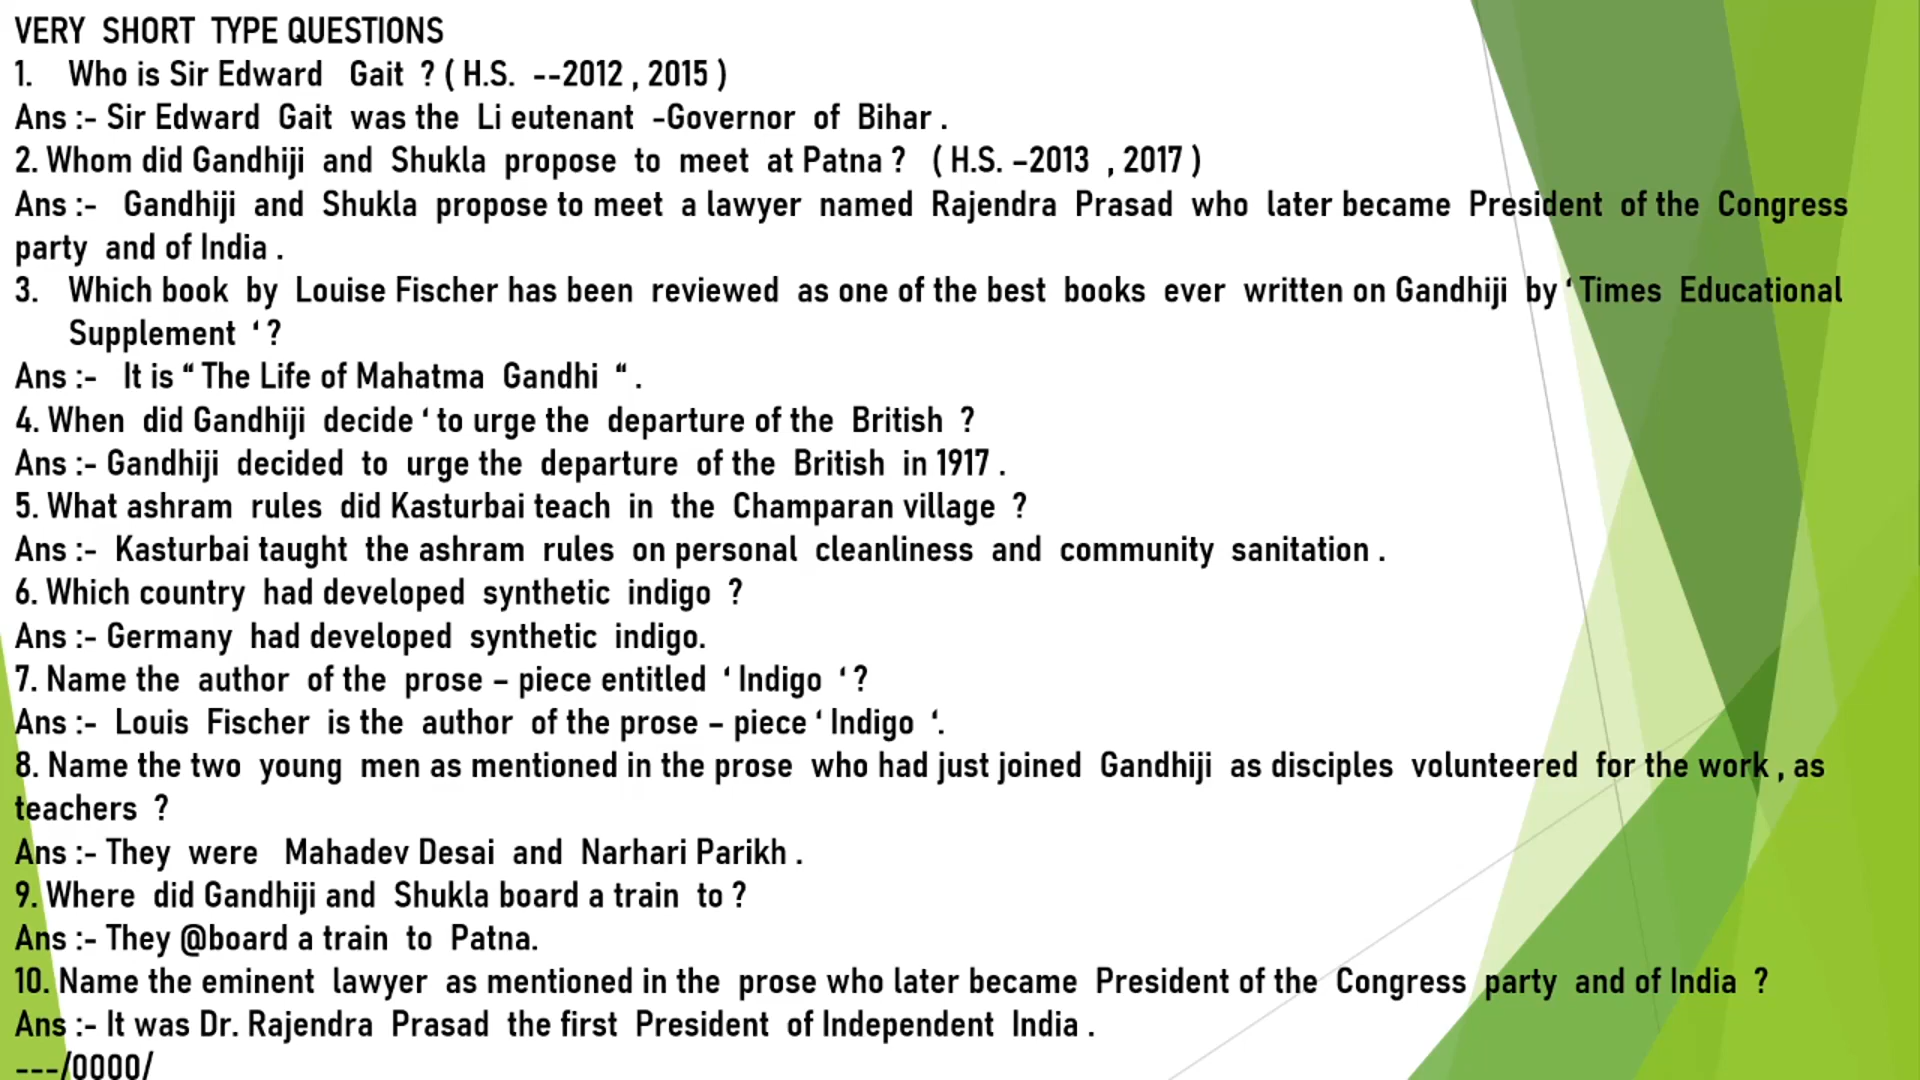 VERY SHORT TYPE QUESTIONS
1. Who is Sir Edward Gait ? ( H.S. --2012 , 2015 )
Ans :- Sir Edward Gait was the Li eutenant -Governor of Bihar .
2. Whom did Gandhiji and Shukla propose to meet at Patna ? ( H.S. –2013 , 2017 )
Ans :- Gandhiji and Shukla propose to meet a lawyer named Rajendra Prasad who later became President of the Congress
party and of India .
3. Which book by Louise Fischer has been reviewed as one of the best books ever written on Gandhiji by ‘ Times Educational
Supplement ‘ ?
Ans :- It is “ The Life of Mahatma Gandhi “ .
4. When did Gandhiji decide ‘ to urge the departure of the British ?
Ans :- Gandhiji decided to urge the departure of the British in 1917 .
5. What ashram rules did Kasturbai teach in the Champaran village ?
Ans :- Kasturbai taught the ashram rules on personal cleanliness and community sanitation .
6. Which country had developed synthetic indigo ?
Ans :- Germany had developed synthetic indigo.
7. Name the author of the prose – piece entitled ‘ Indigo ‘ ?
Ans :- Louis Fischer is the author of the prose – piece ‘ Indigo ‘.
8. Name the two young men as mentioned in the prose who had just joined Gandhiji as disciples volunteered for the work , as
teachers ?
Ans :- They were Mahadev Desai and Narhari Parikh .
9. Where did Gandhiji and Shukla board a train to ?
Ans :- They @board a train to Patna.
10. Name the eminent lawyer as mentioned in the prose who later became President of the Congress party and of India ?
Ans :- It was Dr. Rajendra Prasad the first President of Independent India .
---/0000/